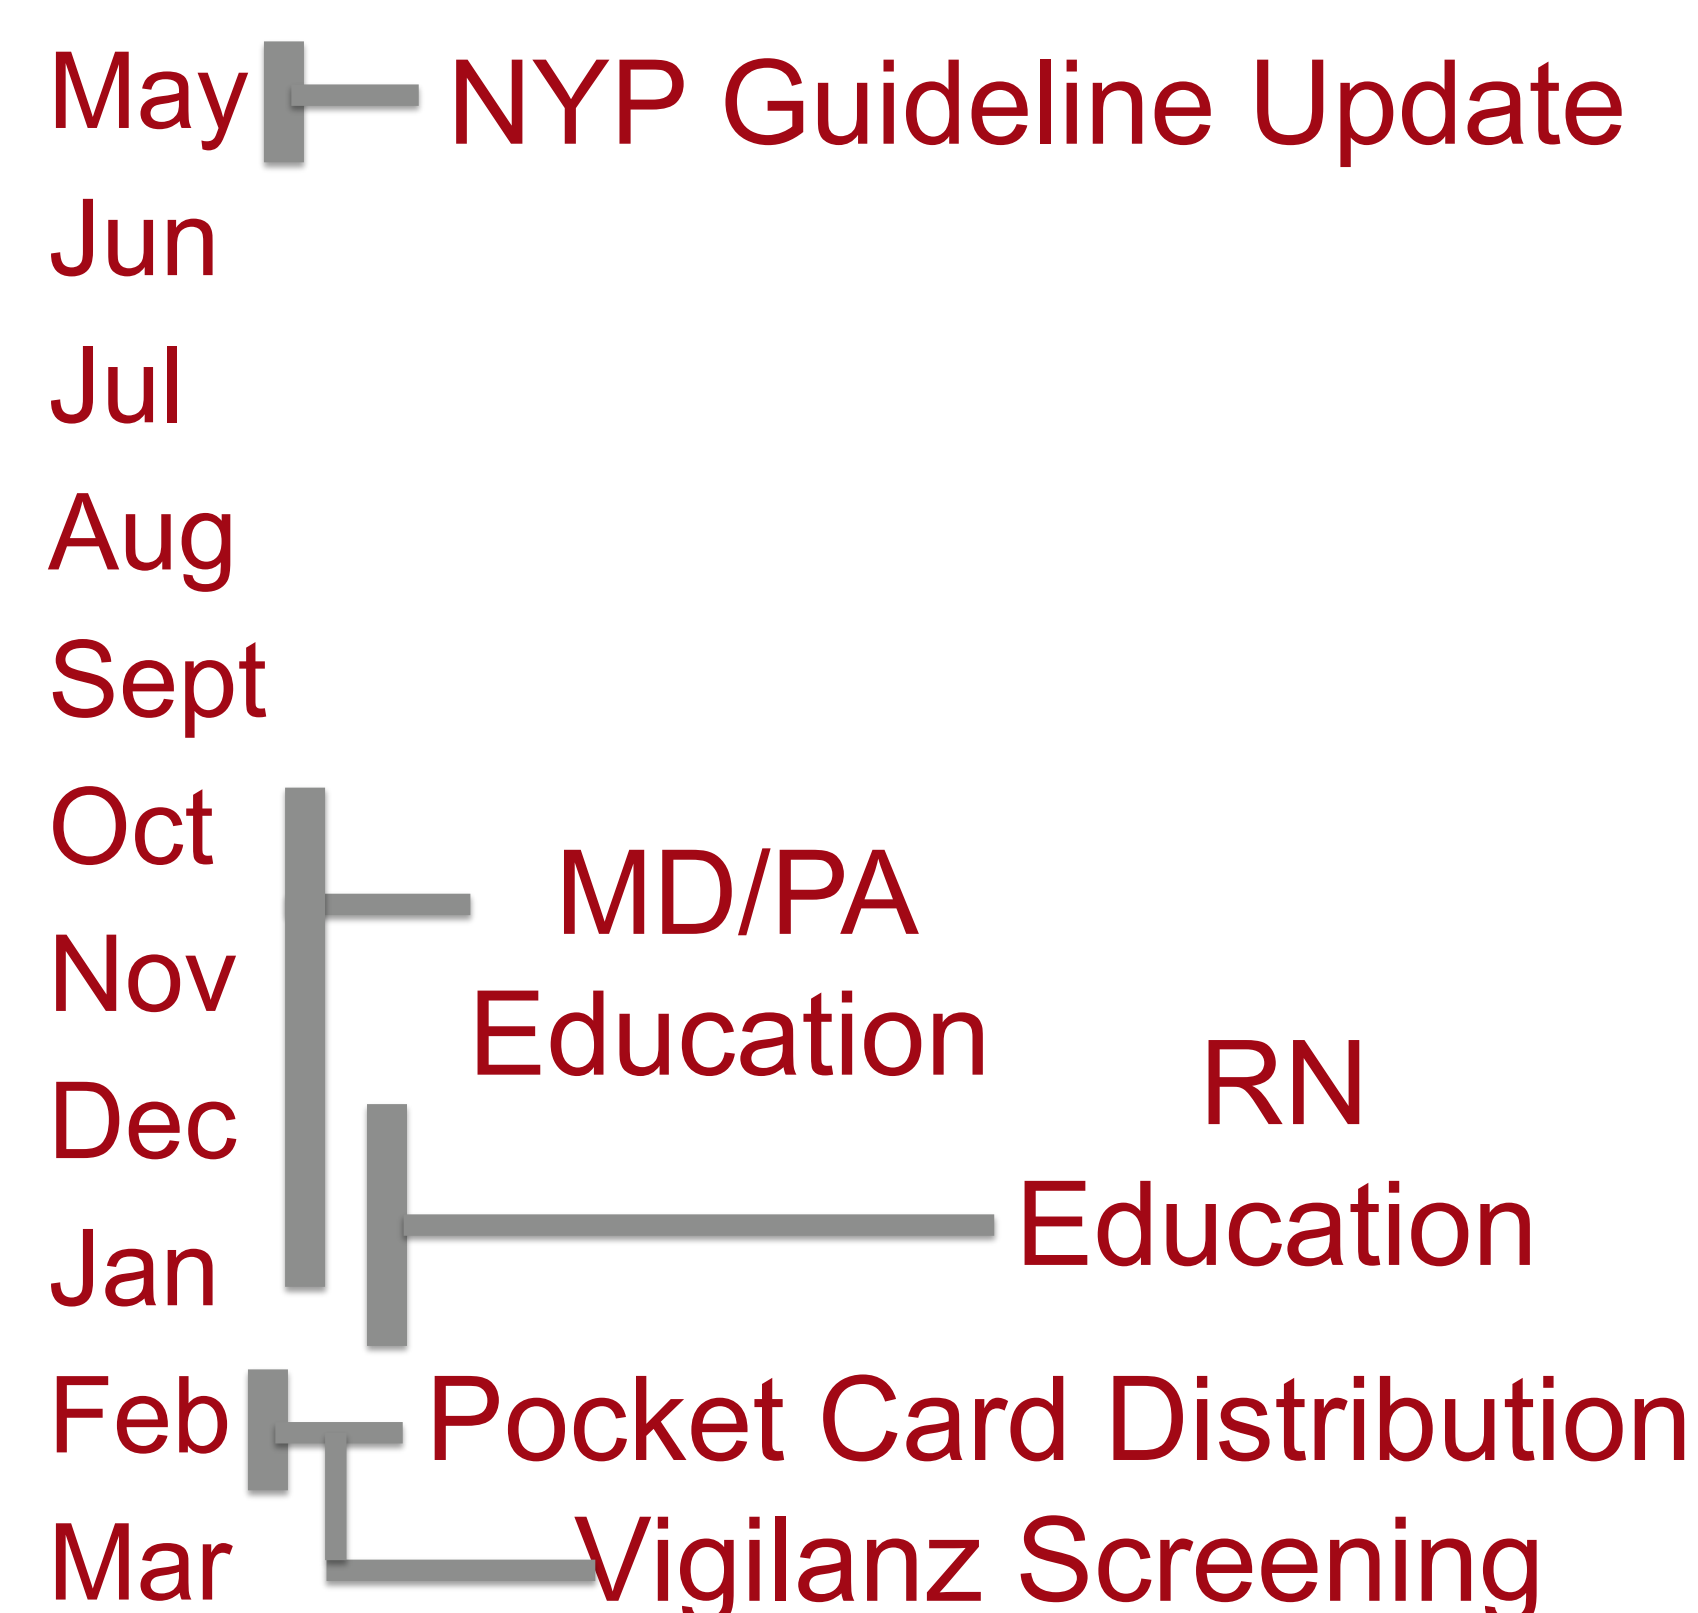 May NYP Guideline Update
Jun
Jul
Aug
Sept
Oct
MD/PA
Nov
Education
RN
Dec
Education
Jan
Feb Pocket Card Distribution
Mar Vigilanz Screening